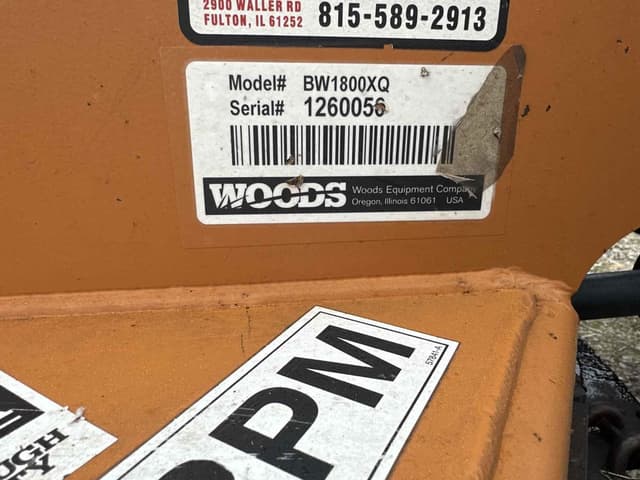 2900 WALLER RD
FULTON, IL 61252
815-589-2913
Model# BW1800XQ
Serial# 1260056
WOODS
Woods Equipment Company
Oregon, Illinois 61061 USA
PM
57841-A